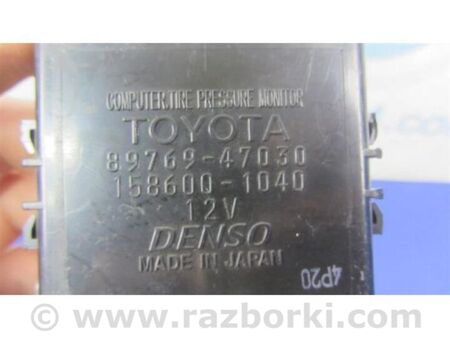 COMPUTER.TIRE PRESSURE MONITOR
TOYOTA
89769-47030
158600-1040
12V
DENSO
MADE IN JAPAN
4P20
www.razborki.com